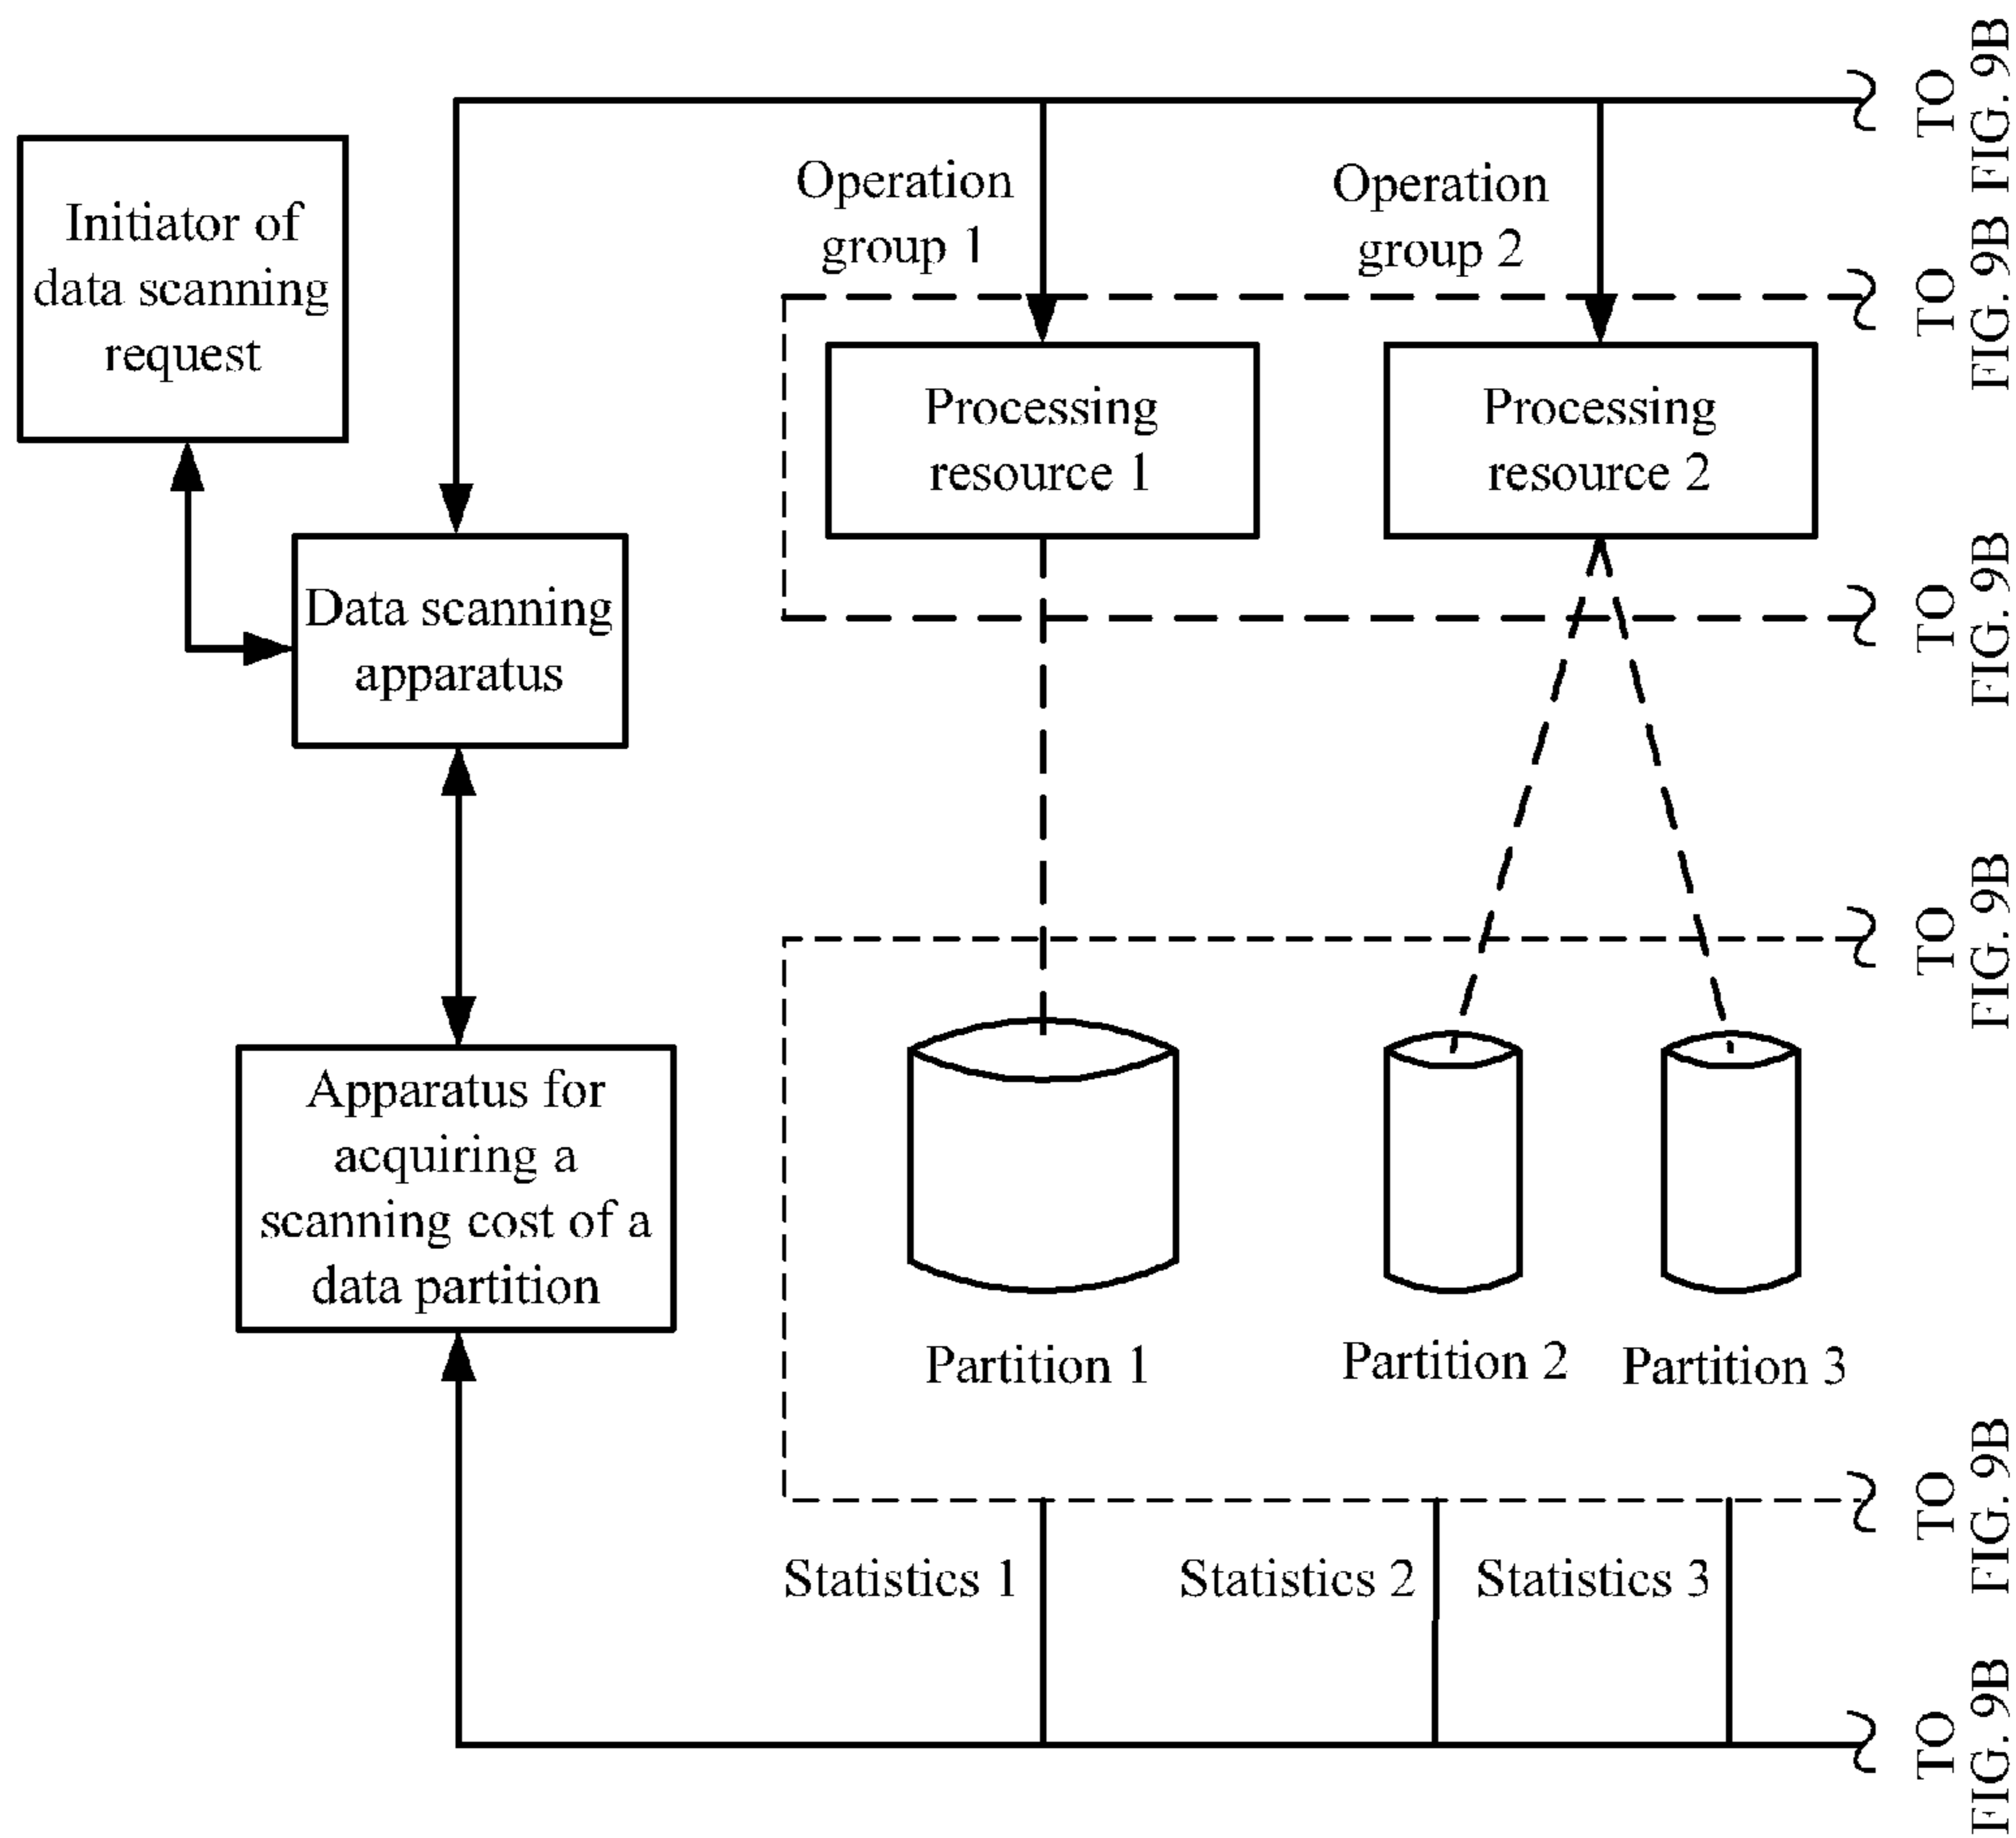 Initiator of
data scanning
request
Data scanning
apparatus
Apparatus for
acquiring a
scanning cost of a
data partition
Operation
group 1
Operation
group 2
Processing
resource 1
Processing
resource 2
Partition 1
Partition 2
Partition 3
Statistics 1
Statistics 2
Statistics 3
TO
FIG. 9B
TO
FIG. 9B
TO
FIG. 9B
TO
FIG. 9B
TO
FIG. 9B
TO
FIG. 9B